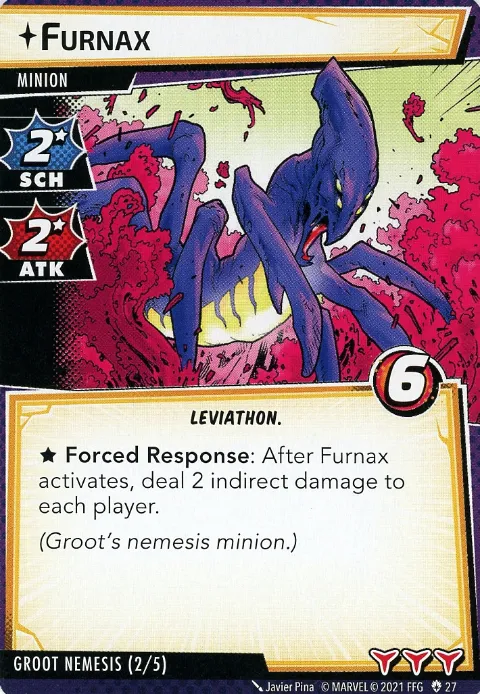 FURNAX
MINION
2★
SCH
2★
ATK
6
LEVIATHON.
★ Forced Response: After Furnax
activates, deal 2 indirect damage to
each player.
(Groot's nemesis minion.)
GROOT NEMESIS (2/5)
Javier Pina © MARVEL © 2021 FFG 27